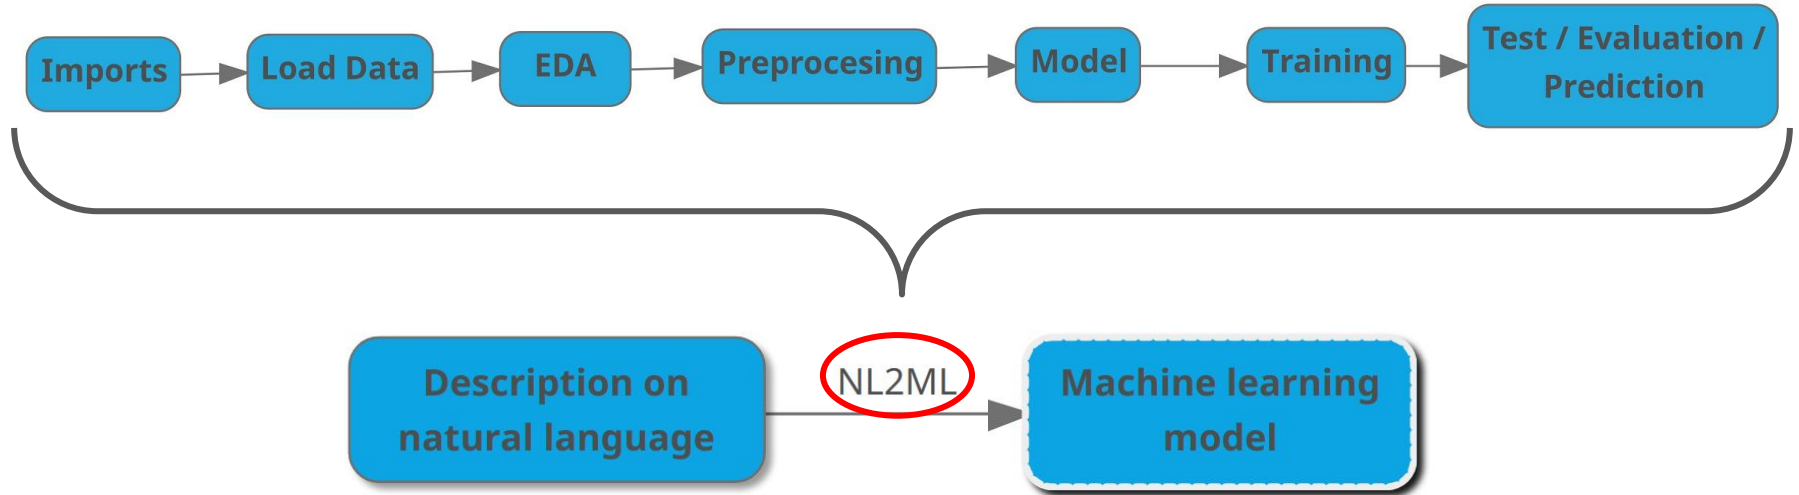 Imports
Load Data
EDA
Preprocesing
Model
Training
Test / Evaluation /
Prediction
Description on
natural language
NL2ML
Machine learning
model